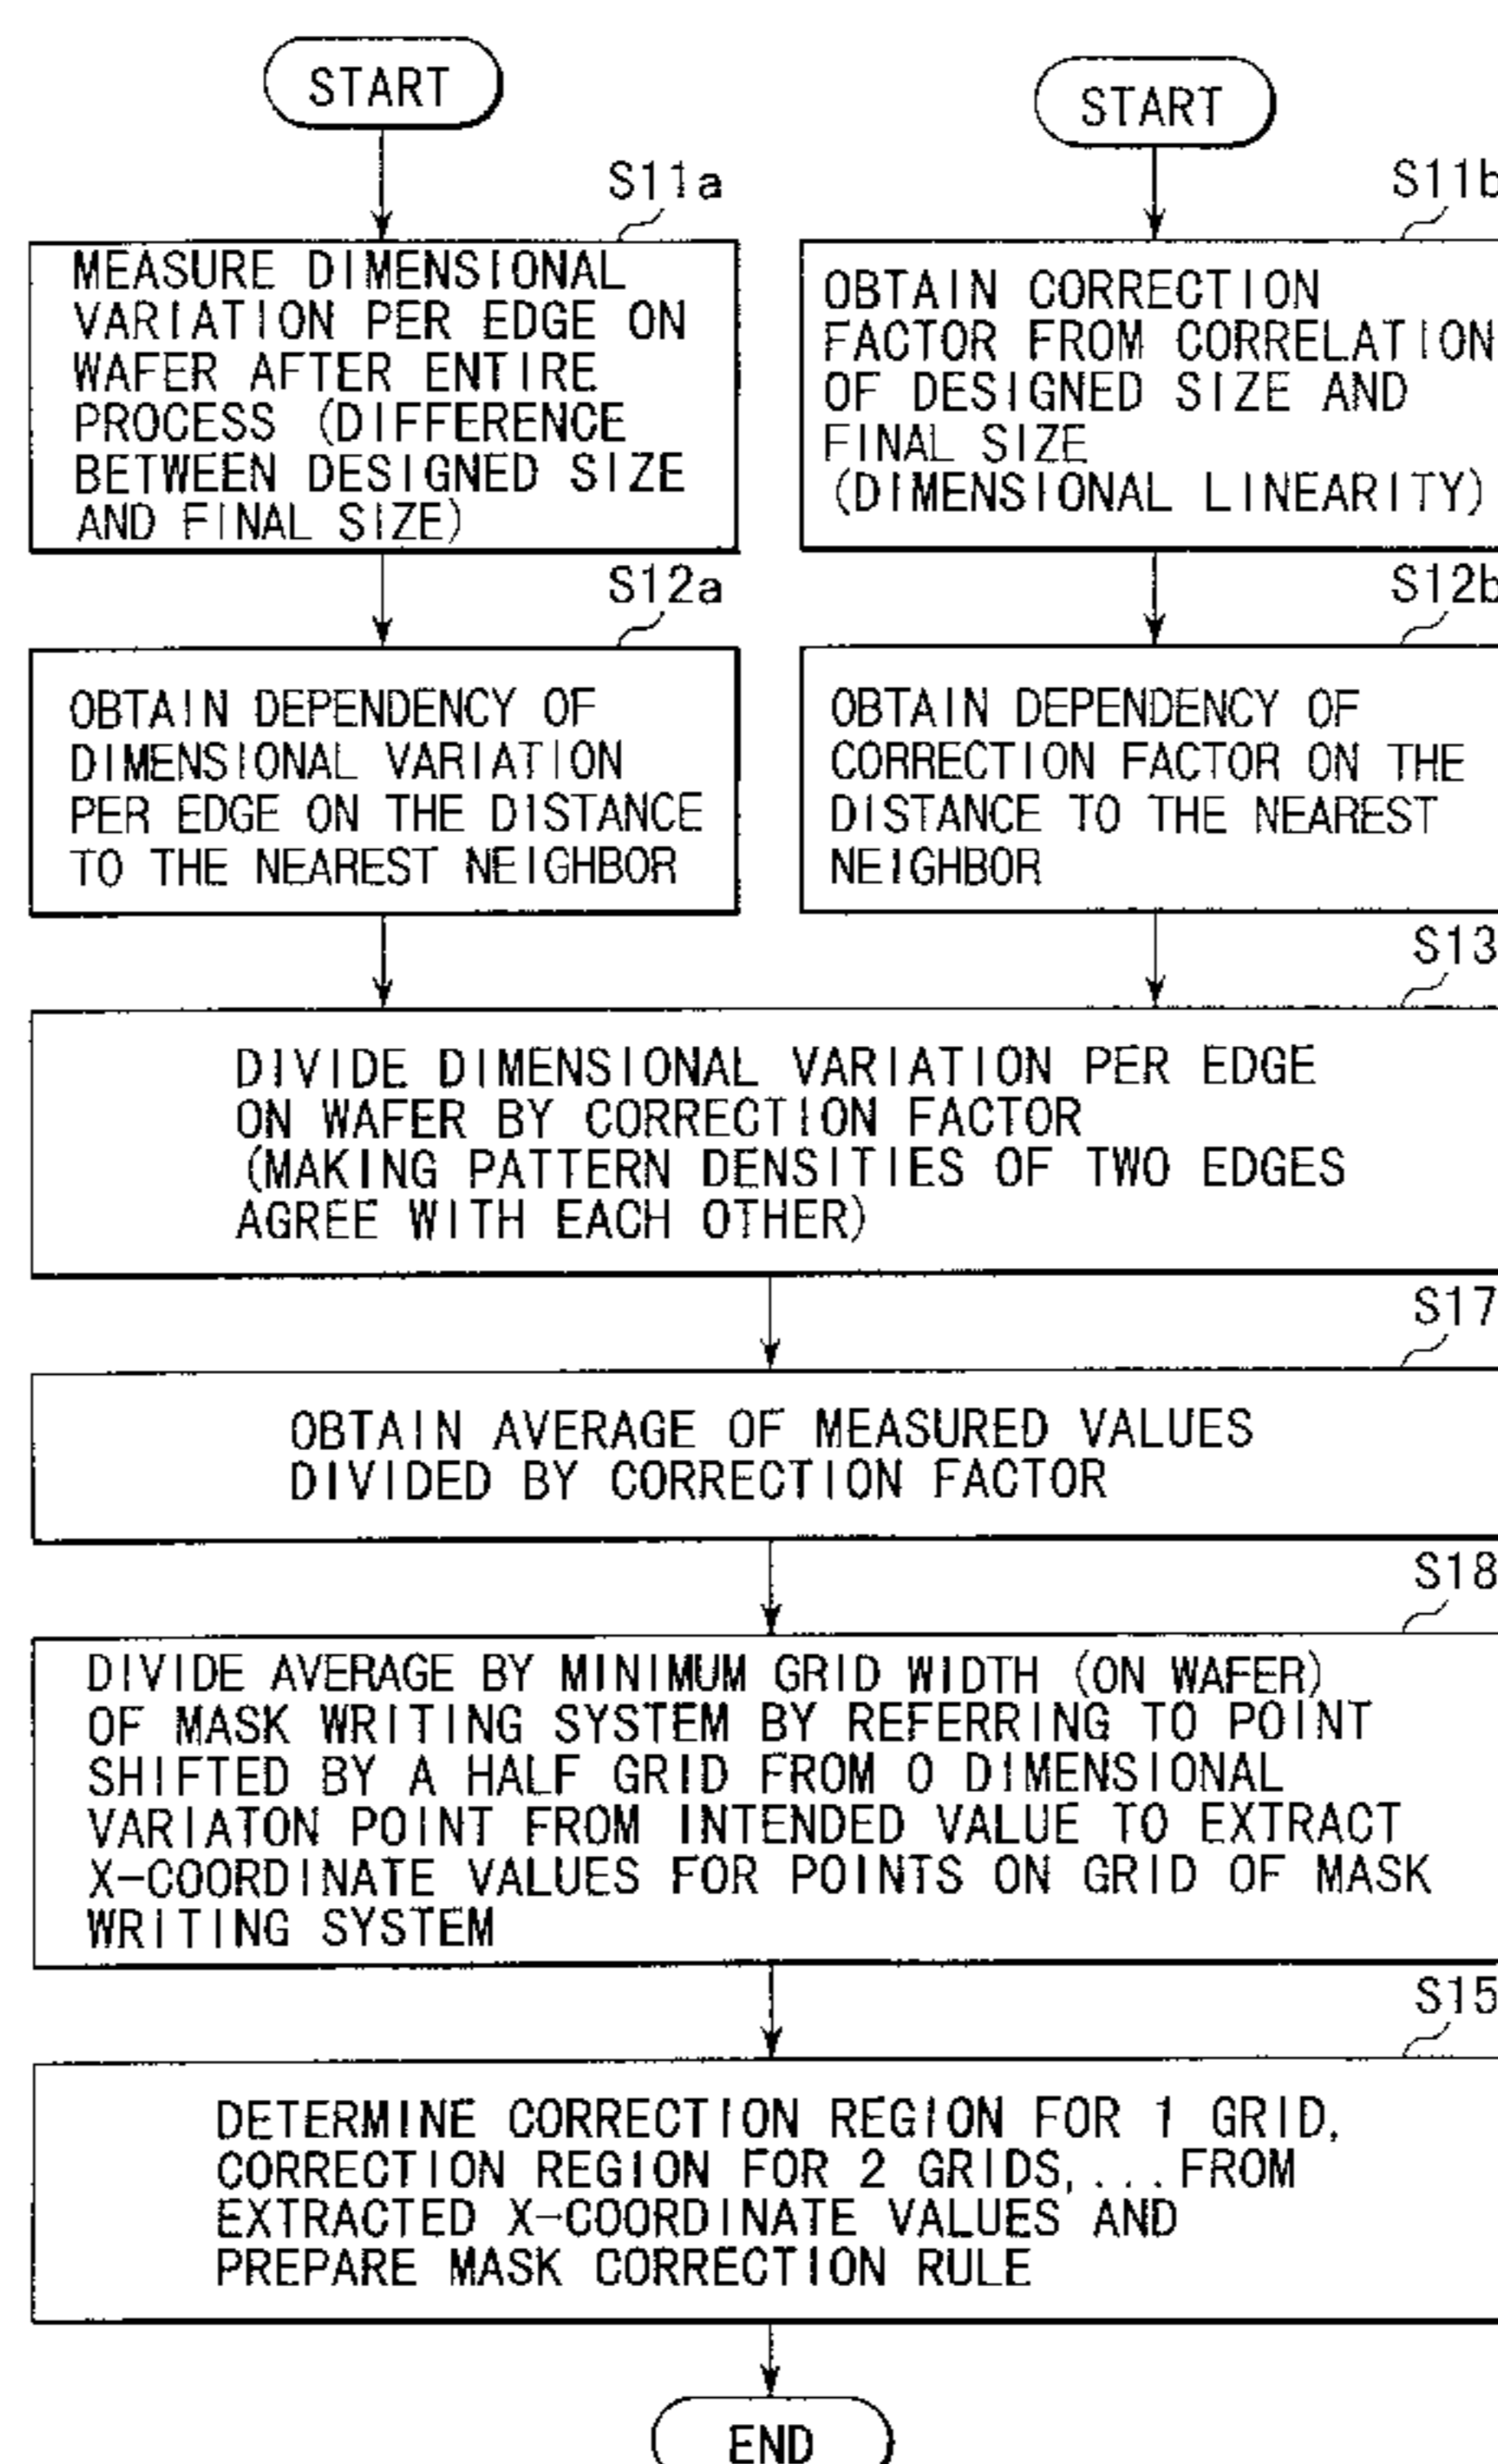 START
START
S11a
S11b
MEASURE DIMENSIONAL
VARIATION PER EDGE ON
WAFER AFTER ENTIRE
PROCESS (DIFFERENCE
BETWEEN DESIGNED SIZE
AND FINAL SIZE)
OBTAIN CORRECTION
FACTOR FROM CORRELATION
OF DESIGNED SIZE AND
FINAL SIZE
(DIMENSIONAL LINEARITY)
S12a
S12b
OBTAIN DEPENDENCY OF
DIMENSIONAL VARIATION
PER EDGE ON THE DISTANCE
TO THE NEAREST NEIGHBOR
OBTAIN DEPENDENCY OF
CORRECTION FACTOR ON THE
DISTANCE TO THE NEAREST
NEIGHBOR
S13
DIVIDE DIMENSIONAL VARIATION PER EDGE
ON WAFER BY CORRECTION FACTOR
(MAKING PATTERN DENSITIES OF TWO EDGES
AGREE WITH EACH OTHER)
S17
OBTAIN AVERAGE OF MEASURED VALUES
DIVIDED BY CORRECTION FACTOR
S18
DIVIDE AVERAGE BY MINIMUM GRID WIDTH (ON WAFER)
OF MASK WRITING SYSTEM BY REFERRING TO POINT
SHIFTED BY A HALF GRID FROM 0 DIMENSIONAL
VARIATON POINT FROM INTENDED VALUE TO EXTRACT
X-COORDINATE VALUES FOR POINTS ON GRID OF MASK
WRITING SYSTEM
S15
DETERMINE CORRECTION REGION FOR 1 GRID,
CORRECTION REGION FOR 2 GRIDS,...FROM
EXTRACTED X-COORDINATE VALUES AND
PREPARE MASK CORRECTION RULE
END